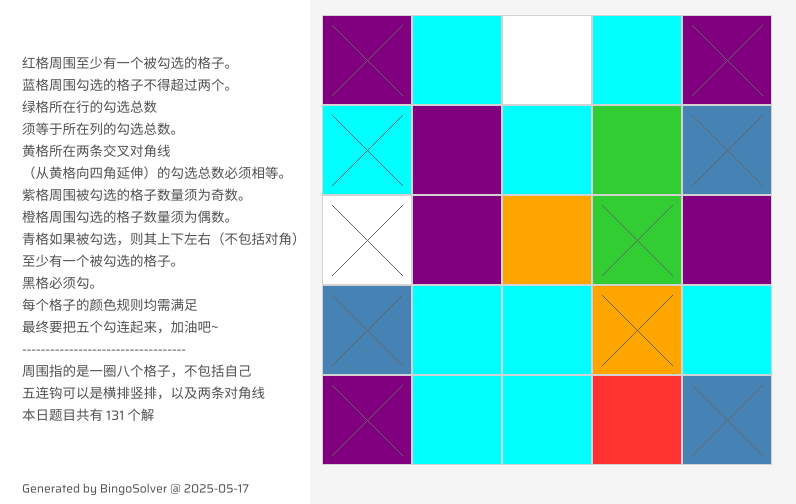 红格周围至少有一个被勾选的格子。
蓝格周围勾选的格子不得超过两个。
绿格所在行的勾选总数
须等于所在列的勾选总数。
黄格所在两条交叉对角线
（从黄格向四角延伸）的勾选总数必须相等。
紫格周围被勾选的格子数量须为奇数。
橙格周围勾选的格子数量须为偶数。
青格如果被勾选，则其上下左右（不包括对角）
至少有一个被勾选的格子。
黑格必须勾。
每个格子的颜色规则均需满足
最终要把五个勾连起来，加油吧~
----------------------------------
周围指的是一圈八个格子，不包括自己
五连钩可以是横排竖排，以及两条对角线
本日题目共有 131 个解
Generated by BingoSolver @ 2025-05-17